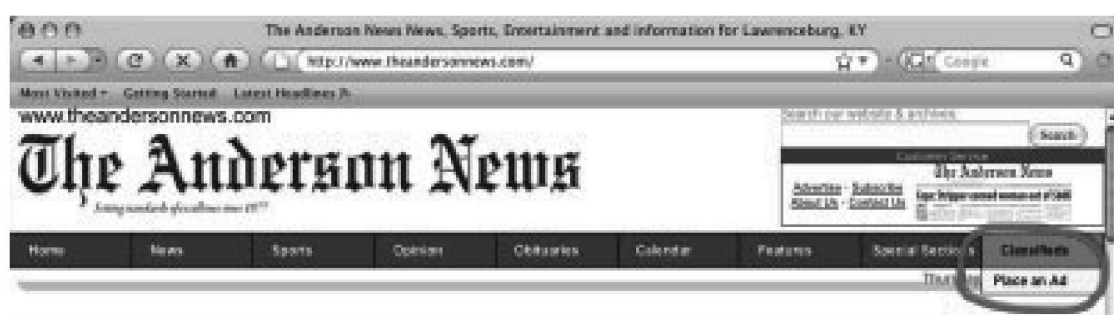 The Anderson News News, Sports, Entertainment and information for Lawrenceburg, KY
http://www.theandersonnews.com/
Google
Most Visited Getting Started Latest Headlines
www.theandersonnews.com
Search our website & archives:
Search
The Anderson News
Customer Service
The Anderson News
Advertise - Subscribe
About Us - Contact Us
Home News Sports Opinion Obituaries Calendar Features Special Sections Classifieds
Place an Ad